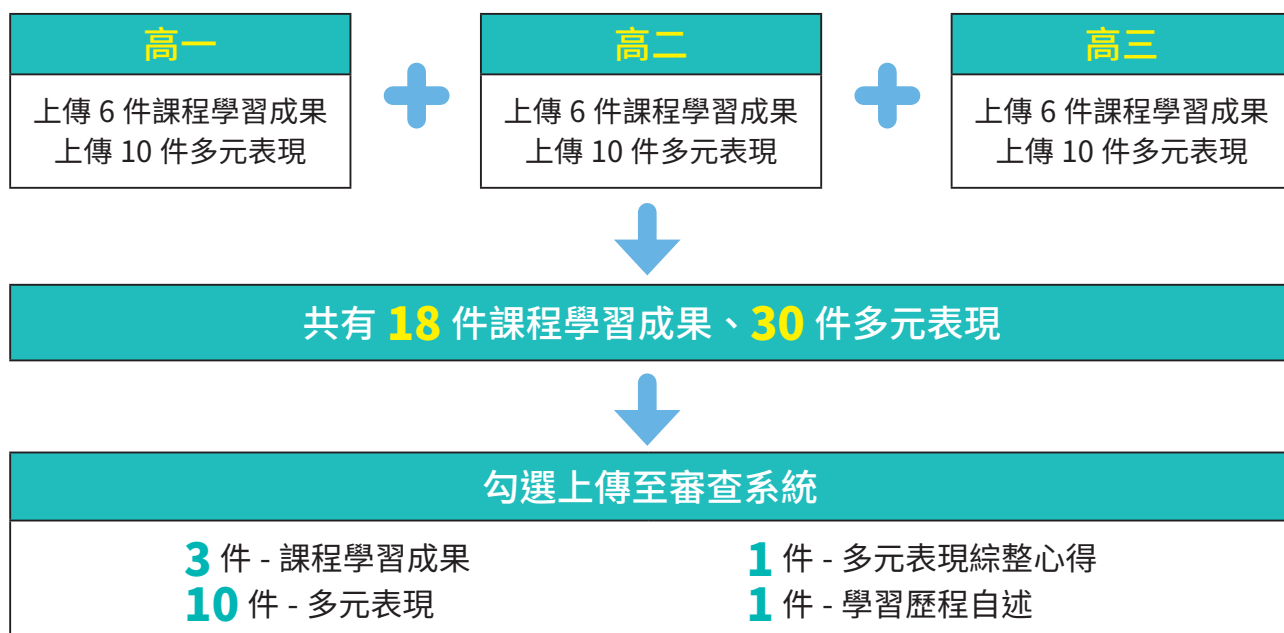 高一
上傳 6 件課程學習成果
上傳 10 件多元表現
高二
上傳 6 件課程學習成果
上傳 10 件多元表現
高三
上傳 6 件課程學習成果
上傳 10 件多元表現
共有 18 件課程學習成果、30 件多元表現
勾選上傳至審查系統
3 件 - 課程學習成果
10 件 - 多元表現
1 件 - 多元表現綜整心得
1 件 - 學習歷程自述